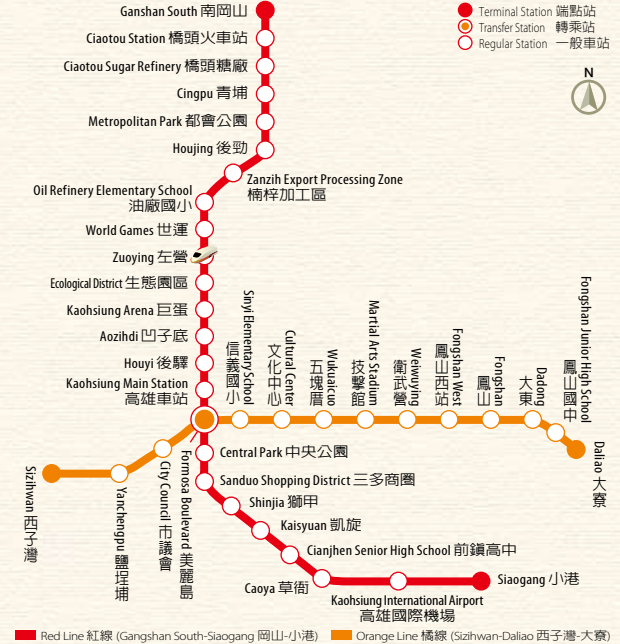 Ganshan South 南岡山
Ciaotou Station 橋頭火車站
Ciaotou Sugar Refinery 橋頭糖廠
Cingpu 青埔
Metropolitan Park 都會公園
Houjing 後勁
Terminal Station 端點站
Transfer Station 轉乘站
Regular Station 一般車站
N
Zanzih Export Processing Zone
楠梓加工區
Oil Refinery Elementary School
油廠國小
World Games 世運
Zuoying 左營
Ecological District 生態園區
Kaohsiung Arena 巨蛋
Aozihdi 凹子底
Houyi 後驛
Kaohsiung Main Station
高雄車站
Sinyi Elementary School
信義國小
Cultural Center
文化中心
Wukuaicuo
五塊厝
Martial Arts Stadium
技擊館
Weiwuying
衛武營
Fongshan West
鳳山西站
Fongshan
鳳山
Dadong
大東
Fongshan Junior High School
鳳山國中
Daliao 大寮
Sizihwan 西子灣
Yanchengpu 鹽埕埔
City Council 市議會
Formosa Boulevard 美麗島
Central Park 中央公園
Sanduo Shopping District 三多商圈
Shinjia 獅甲
Kaisyuan 凱旋
Cianjhen Senior High School 前鎮高中
Caoya 草衙
Kaohsiung International Airport
高雄國際機場
Siaogang 小港
Red Line 紅線 (Gangshan South-Siaogang 岡山-小港)
Orange Line 橘線 (Sizihwan-Daliao 西子灣-大寮)